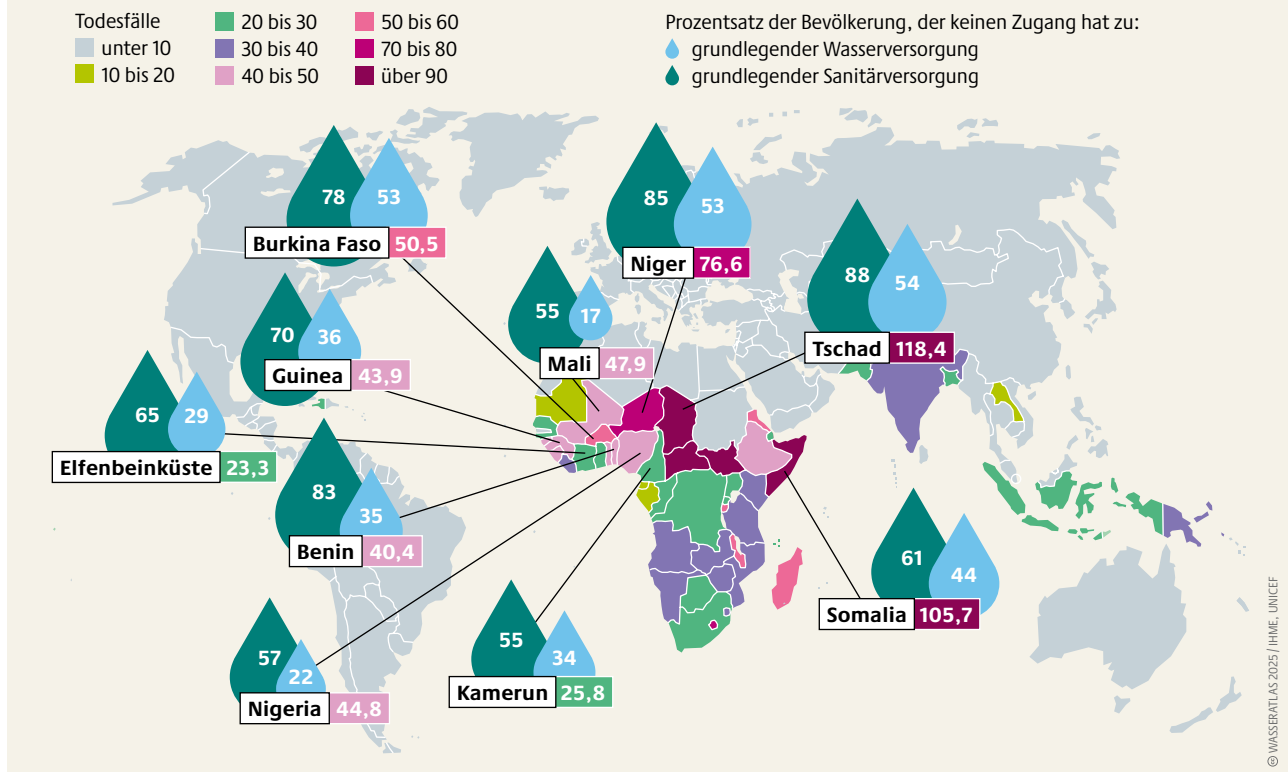 Todesfälle
unter 10
10 bis 20
20 bis 30
30 bis 40
40 bis 50
50 bis 60
70 bis 80
über 90
Prozentsatz der Bevölkerung, der keinen Zugang hat zu:
grundlegender Wasserversorgung
grundlegender Sanitärversorgung
78 53
Burkina Faso 50,5
85 53
Niger 76,6
88 54
Tschad 118,4
55 17
Mali 47,9
70 36
Guinea 43,9
65 29
Elfenbeinküste 23,3
83 35
Benin 40,4
61 44
Somalia 105,7
55 34
Kamerun 25,8
57 22
Nigeria 44,8
© WASSERATLAS 2025 / IHME, UNICEF